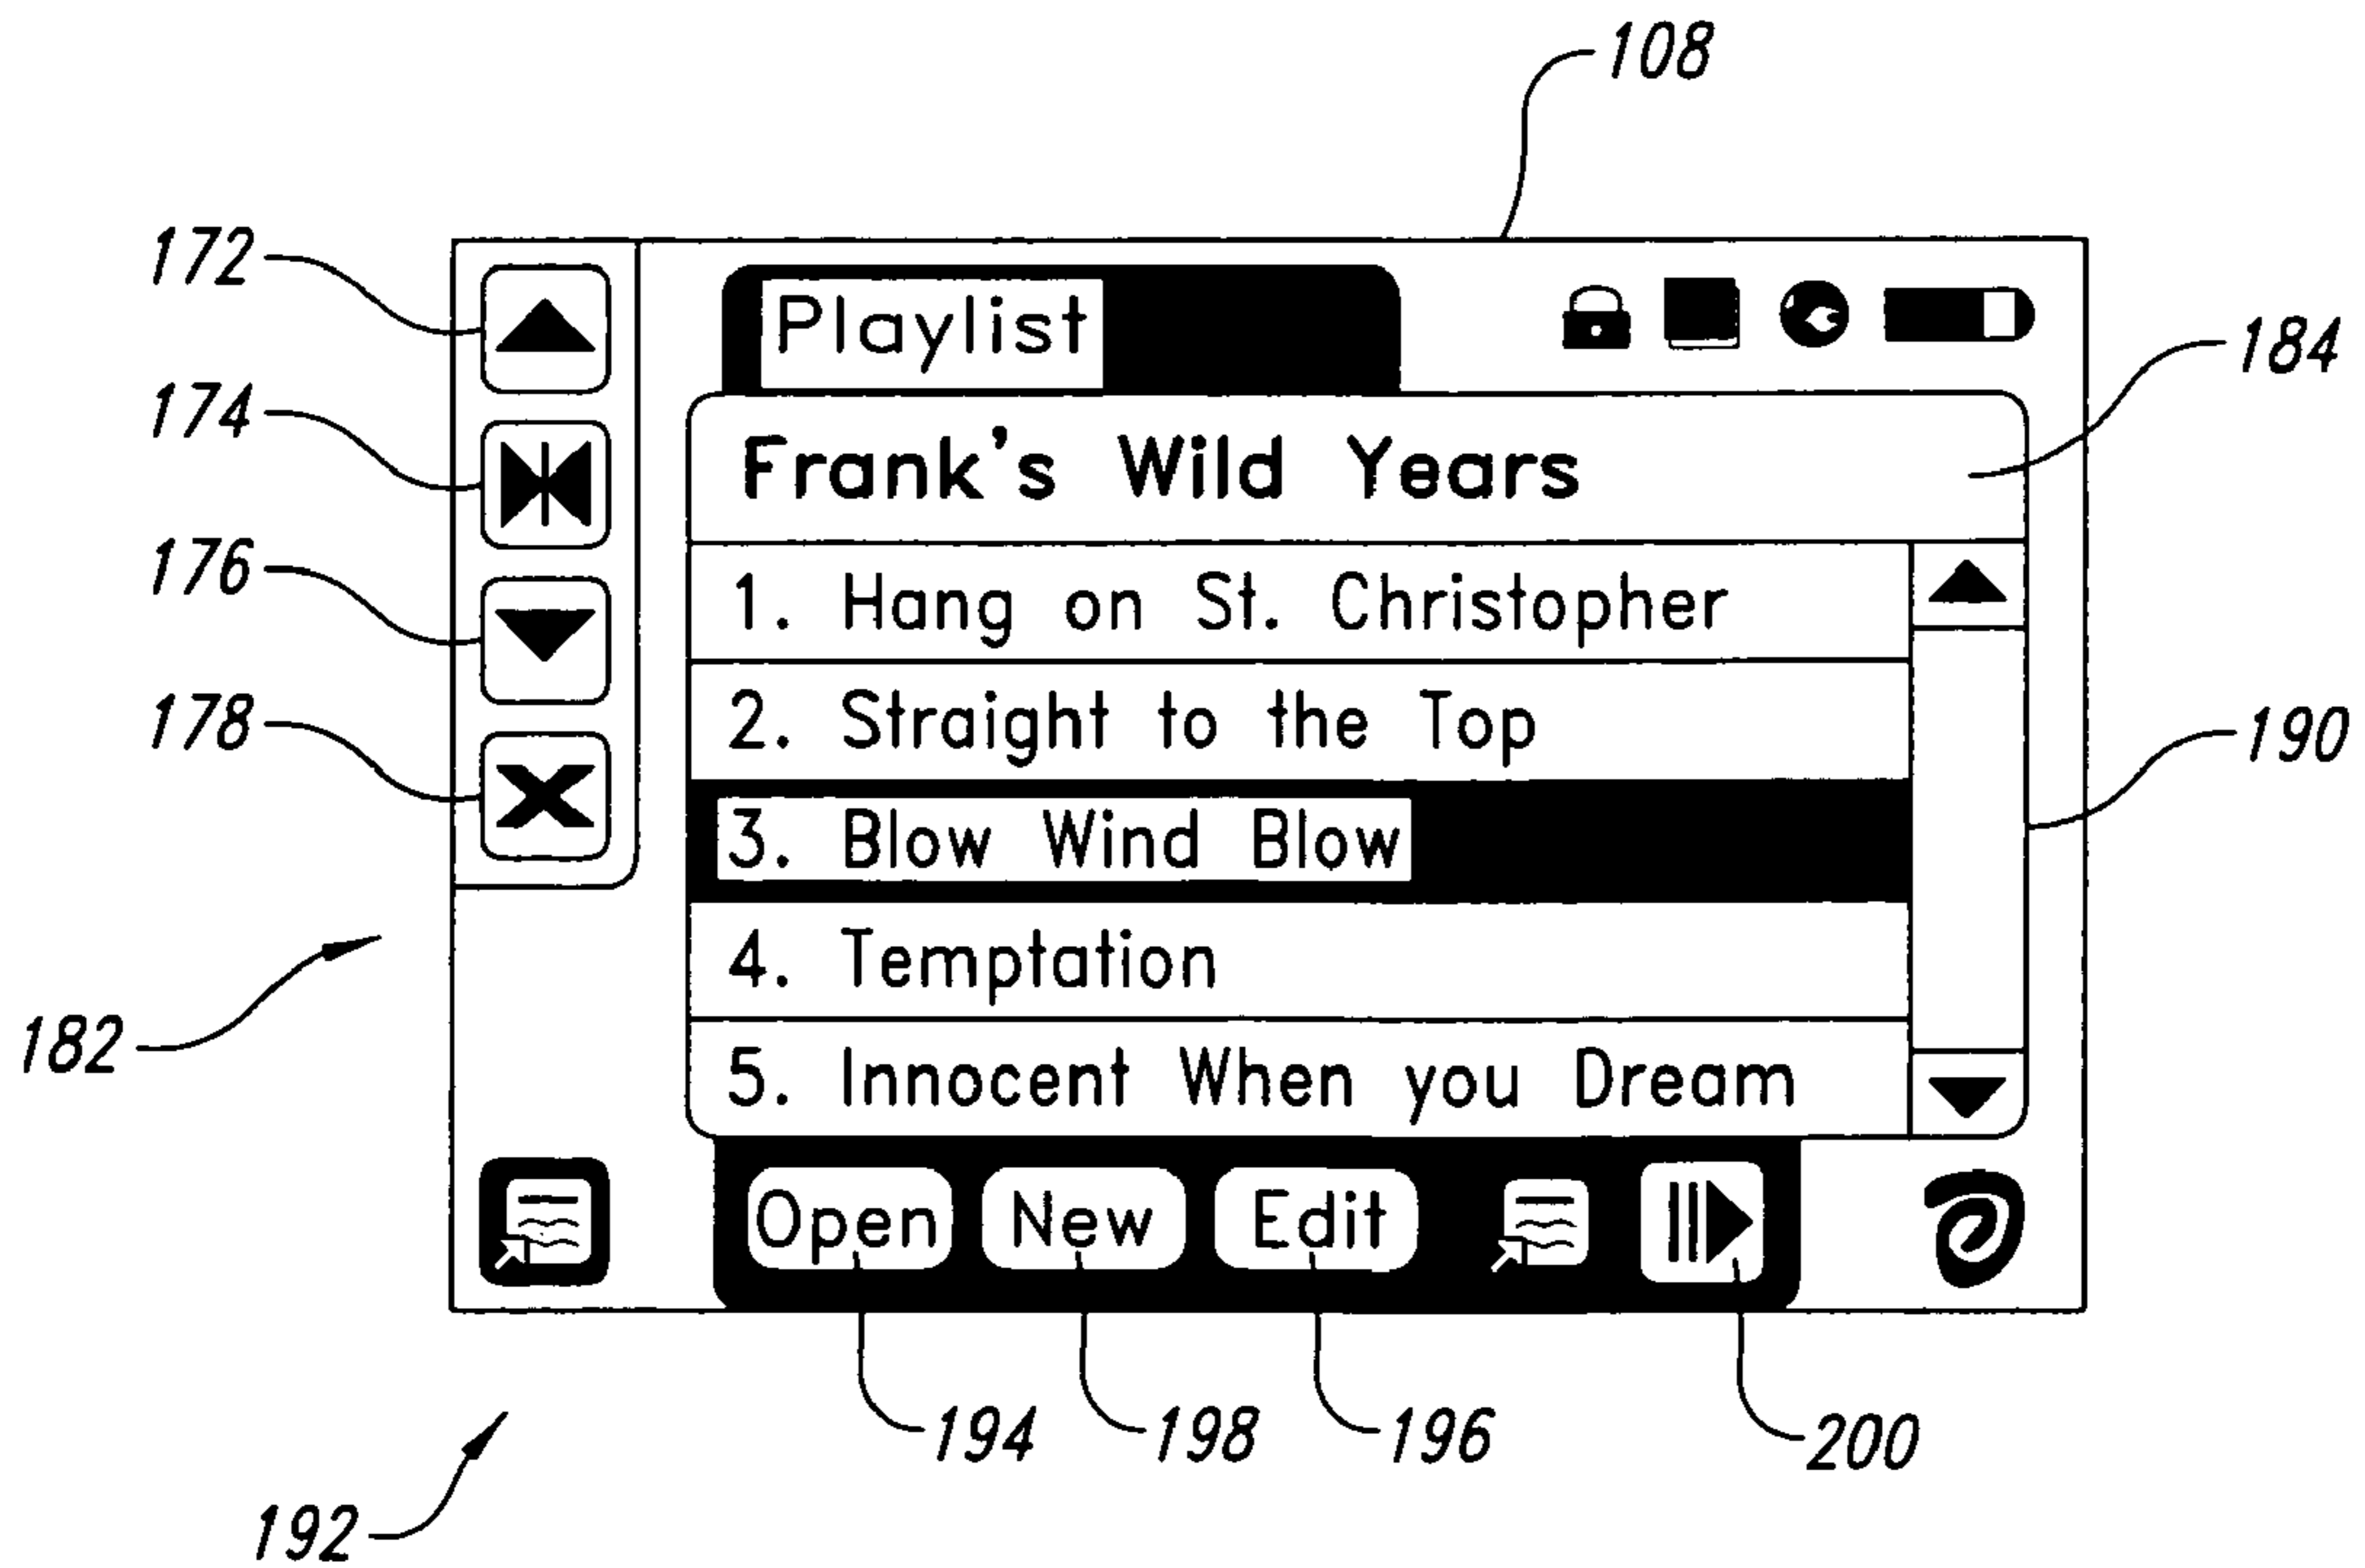 108
172
Playlist
184
174
Frank's Wild Years
176
1. Hang on St. Christopher
178
2. Straight to the Top
190
3. Blow Wind Blow
4. Temptation
182
5. Innocent When you Dream
Open New Edit
194 198 196 200
192